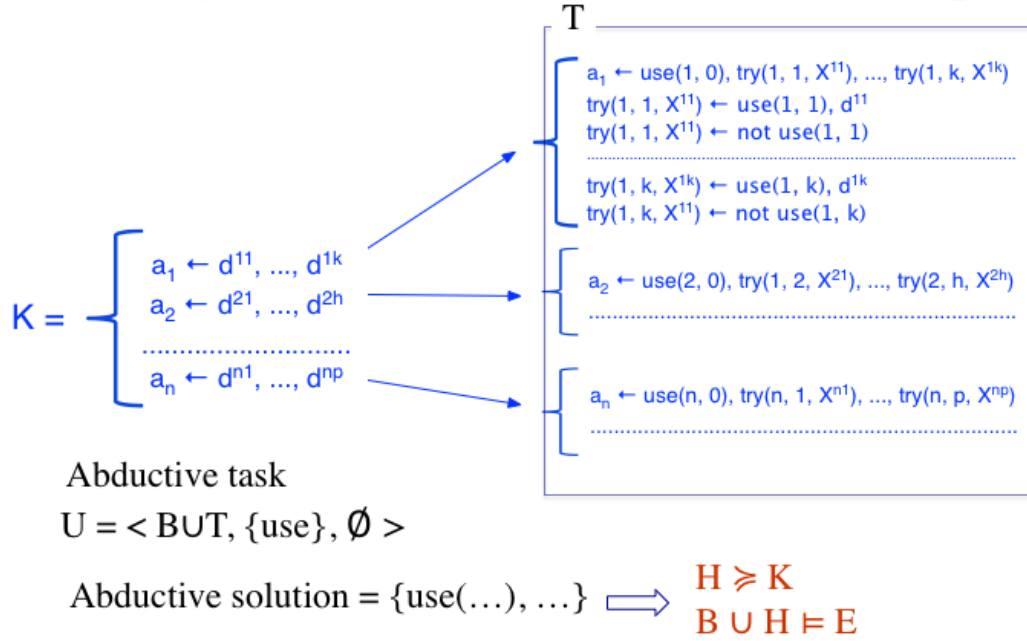 T
a₁ ← use(1, 0), try(1, 1, X¹¹), ..., try(1, k, X¹ᵏ)
try(1, 1, X¹¹) ← use(1, 1), d¹¹
try(1, 1, X¹¹) ← not use(1, 1)
try(1, k, X¹ᵏ) ← use(1, k), d¹ᵏ
try(1, k, X¹¹) ← not use(1, k)
K =
a₁ ← d¹¹, ..., d¹ᵏ
a₂ ← d²¹, ..., d²ʰ
..............................
aₙ ← dⁿ¹, ..., dⁿᵖ
a₂ ← use(2, 0), try(1, 2, X²¹), ..., try(2, h, X²ʰ)
aₙ ← use(n, 0), try(n, 1, Xⁿ¹), ..., try(n, p, Xⁿᵖ)
Abductive task
U = < B∪T, {use}, Ø >
Abductive solution = {use(…), …} ⇨
H ≽ K
B ∪ H ⊨ E